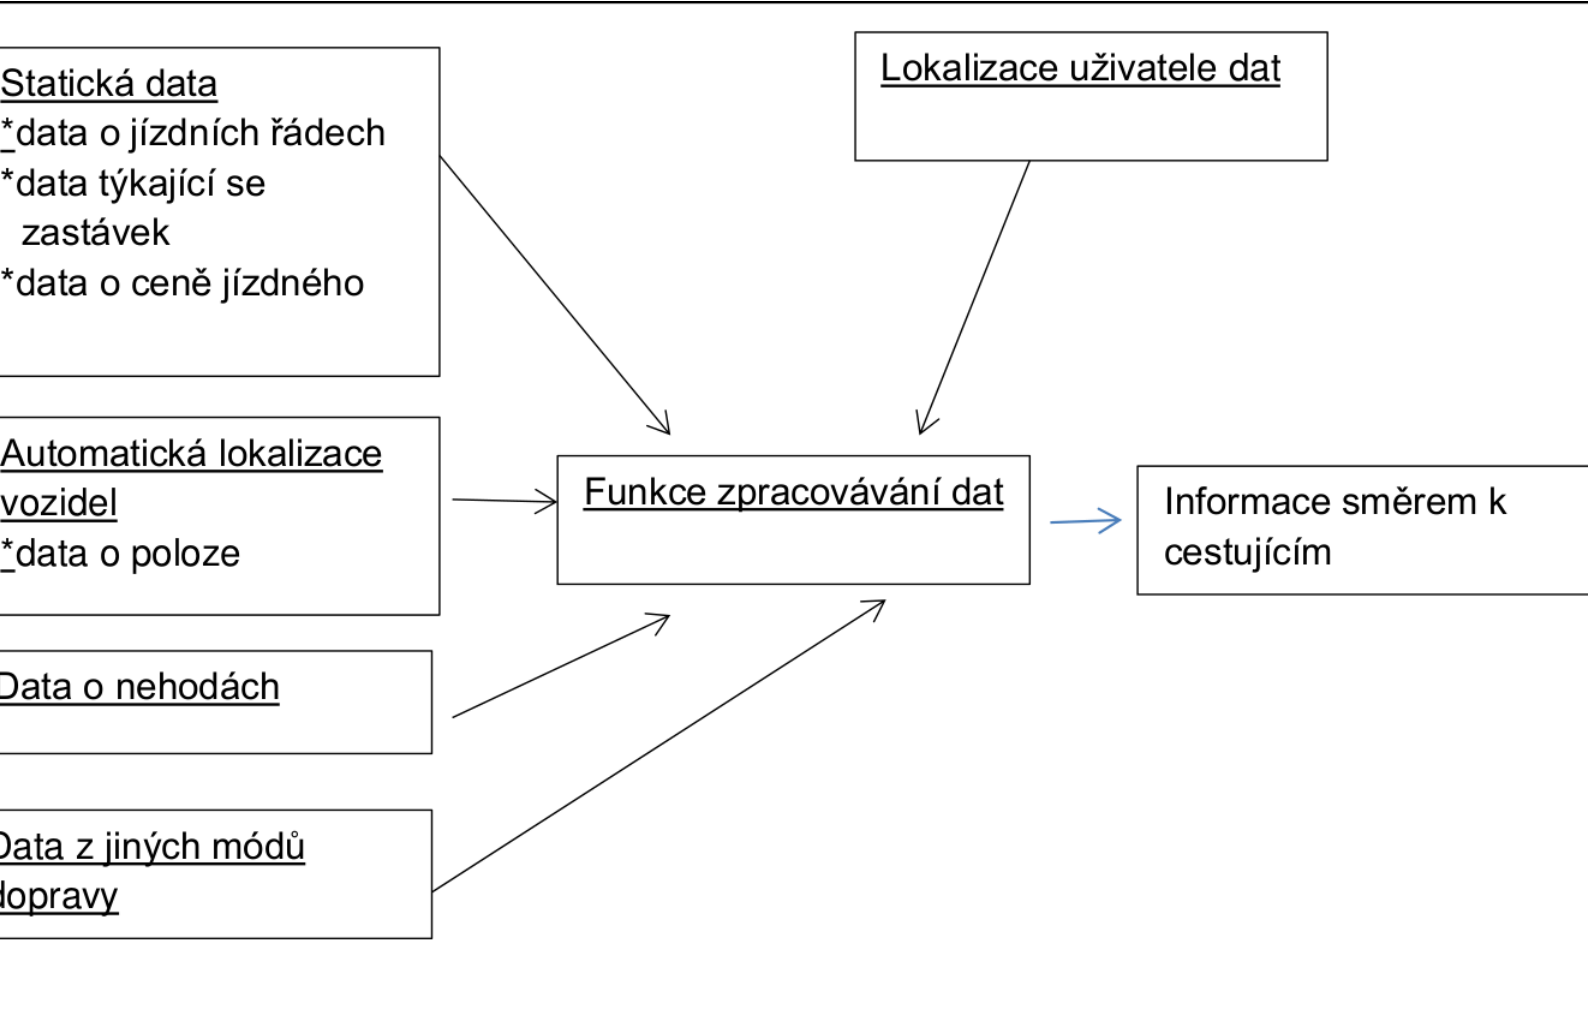 Statická data
*data o jízdních řádech
*data týkající se
zastávek
*data o ceně jízdného
Lokalizace uživatele dat
Automatická lokalizace
vozidel
*data o poloze
Funkce zpracovávání dat
Informace směrem k
cestujícím
Data o nehodách
Data z jiných módů
dopravy